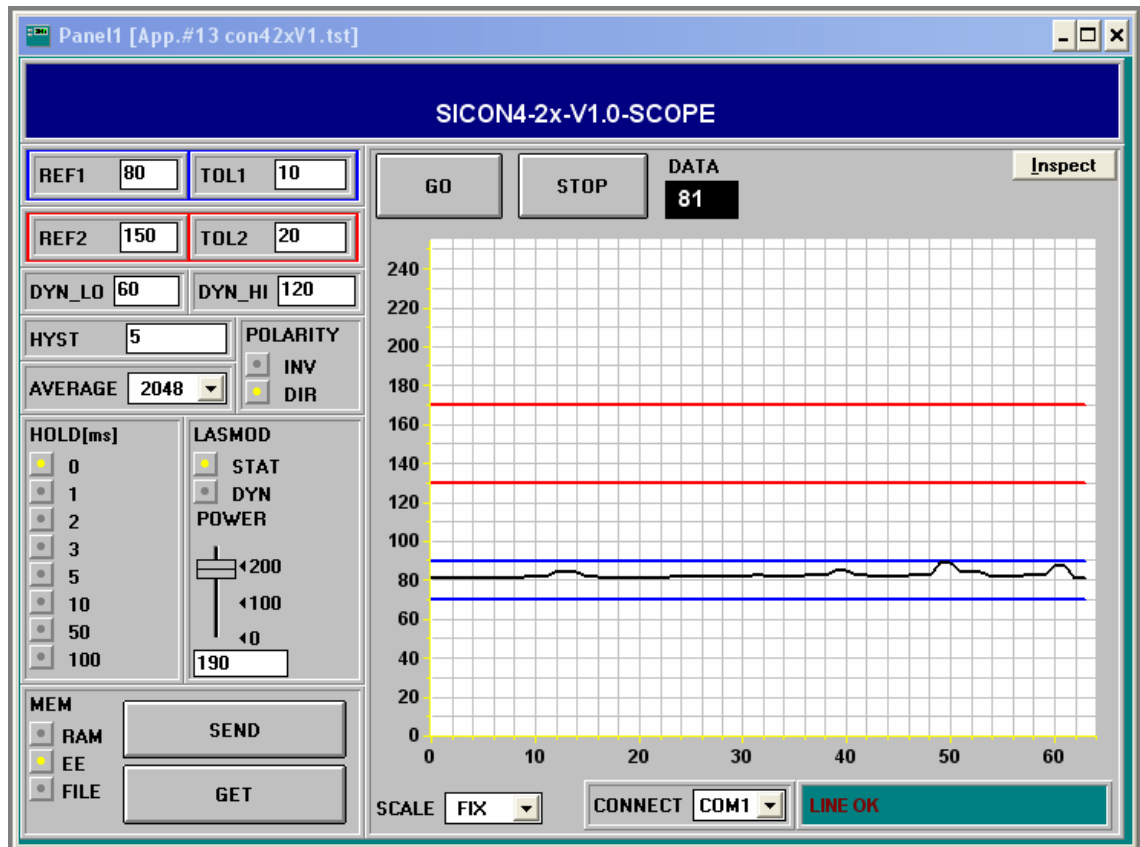 Panel1 [App.#13 con42xV1.tst]
SICON4-2x-V1.0-SCOPE
REF1 80 TOL1 10
REF2 150 TOL2 20
DYN_LO 60 DYN_HI 120
HYST 5
POLARITY
INV
DIR
AVERAGE 2048
HOLD[ms]
0
1
2
3
5
10
50
100
LASMOD
STAT
DYN
POWER
200
100
0
190
MEM
RAM
EE
FILE
SEND
GET
GO
STOP
DATA
81
Inspect
240
220
200
180
160
140
120
100
80
60
40
20
0
0 10 20 30 40 50 60
SCALE FIX
CONNECT COM1
LINE OK